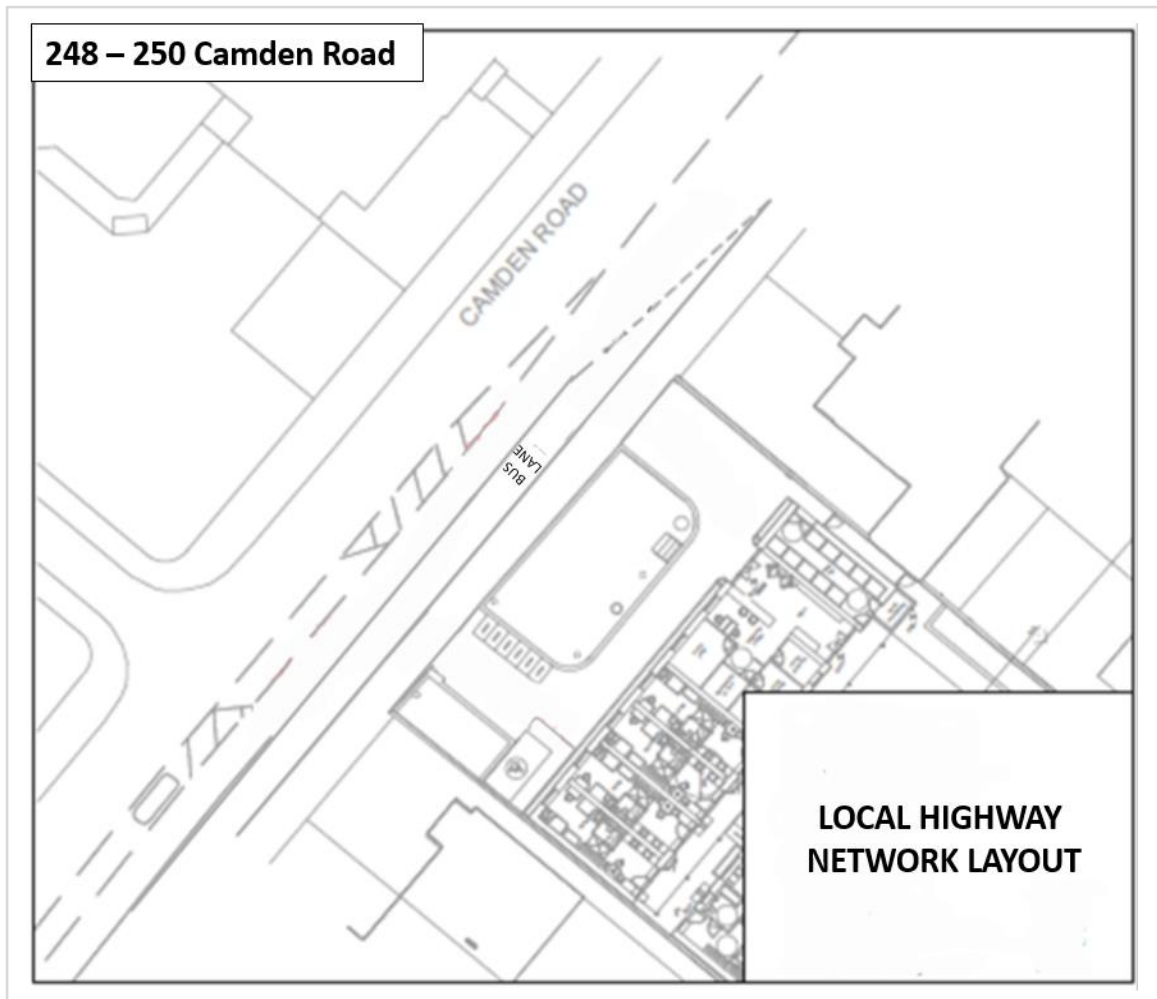 248 – 250 Camden Road
CAMDEN ROAD
BUS
LANE
LOCAL HIGHWAY
NETWORK LAYOUT